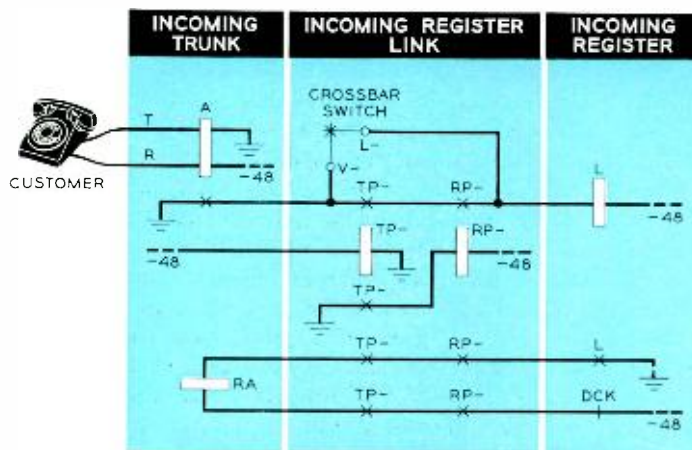 INCOMING
TRUNK
INCOMING REGISTER
LINK
INCOMING
REGISTER
CROSSBAR
SWITCH
A
T
L-
R
-48
V-
CUSTOMER
TP-
RP-
L
-48
TP-
RP-
-48
-48
TP-
TP-
RP-
L
RA
TP-
RP-
DCK
-48